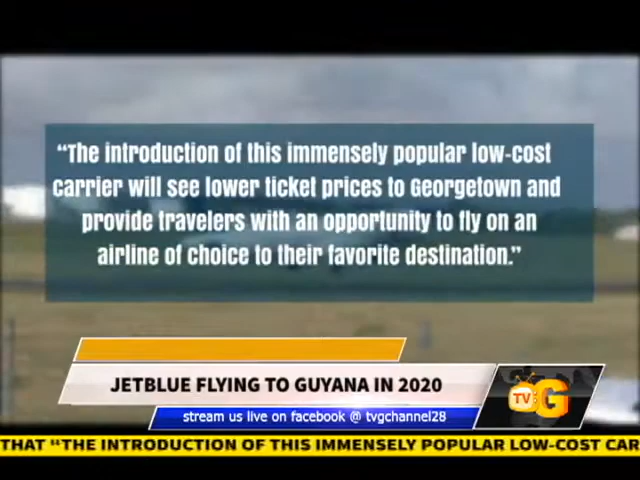 “The introduction of this immensely popular low-cost
carrier will see lower ticket prices to Georgetown and
provide travelers with an opportunity to fly on an
airline of choice to their favorite destination.”
JETBLUE FLYING TO GUYANA IN 2020
TVG
stream us live on facebook @ tvgchannel28
THAT “THE INTRODUCTION OF THIS IMMENSELY POPULAR LOW-COST CAR